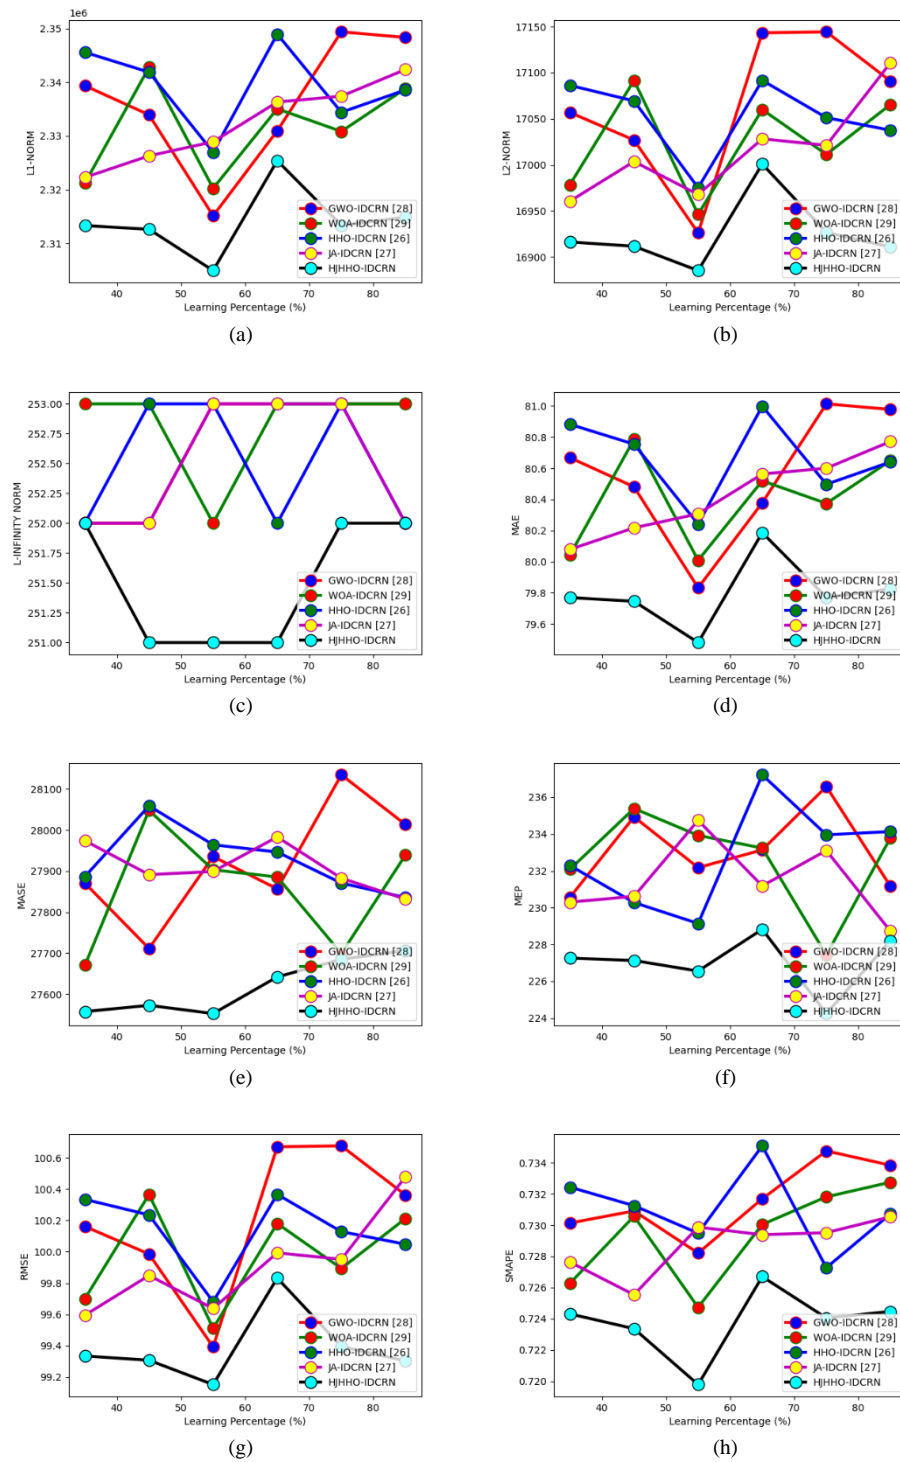 1e6
2.35
2.34
2.33
2.32
2.31
L1-NORM
GWO-IDCRN [28]
WOA-IDCRN [29]
HHO-IDCRN [26]
JA-IDCRN [27]
HJHHO-IDCRN
40 50 60 70 80
Learning Percentage (%)
(a)
17150
17100
17050
17000
16950
16900
L2-NORM
GWO-IDCRN [28]
WOA-IDCRN [29]
HHO-IDCRN [26]
JA-IDCRN [27]
HJHHO-IDCRN
40 50 60 70 80
Learning Percentage (%)
(b)
253.00
252.75
252.50
252.25
252.00
251.75
251.50
251.25
251.00
L-INFINITY NORM
GWO-IDCRN [28]
WOA-IDCRN [29]
HHO-IDCRN [26]
JA-IDCRN [27]
HJHHO-IDCRN
40 50 60 70 80
Learning Percentage (%)
(c)
81.0
80.8
80.6
80.4
80.2
80.0
79.8
79.6
MAE
GWO-IDCRN [28]
WOA-IDCRN [29]
HHO-IDCRN [26]
JA-IDCRN [27]
HJHHO-IDCRN
40 50 60 70 80
Learning Percentage (%)
(d)
28100
28000
27900
27800
27700
27600
MASE
GWO-IDCRN [28]
WOA-IDCRN [29]
HHO-IDCRN [26]
JA-IDCRN [27]
HJHHO-IDCRN
40 50 60 70 80
Learning Percentage (%)
(e)
236
234
232
230
228
226
224
MEP
GWO-IDCRN [28]
WOA-IDCRN [29]
HHO-IDCRN [26]
JA-IDCRN [27]
HJHHO-IDCRN
40 50 60 70 80
Learning Percentage (%)
(f)
100.6
100.4
100.2
100.0
99.8
99.6
99.4
99.2
RMSE
GWO-IDCRN [28]
WOA-IDCRN [29]
HHO-IDCRN [26]
JA-IDCRN [27]
HJHHO-IDCRN
40 50 60 70 80
Learning Percentage (%)
(g)
0.734
0.732
0.730
0.728
0.726
0.724
0.722
0.720
SMAPE
GWO-IDCRN [28]
WOA-IDCRN [29]
HHO-IDCRN [26]
JA-IDCRN [27]
HJHHO-IDCRN
40 50 60 70 80
Learning Percentage (%)
(h)